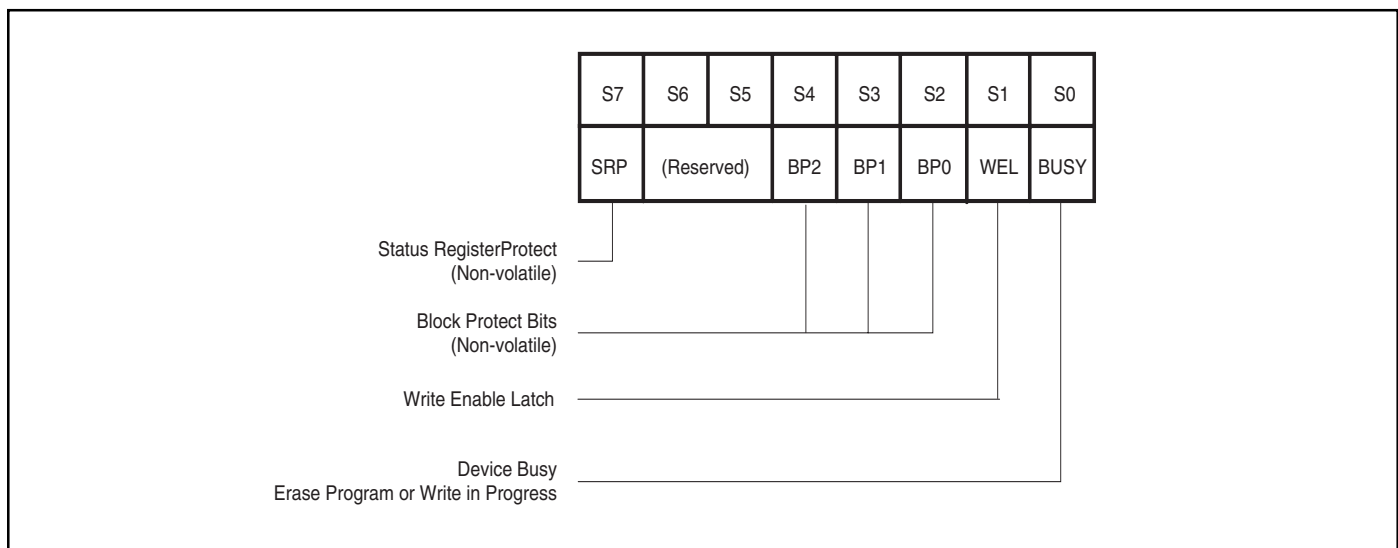 S7 S6 S5 S4 S3 S2 S1 S0
SRP (Reserved) BP2 BP1 BP0 WEL BUSY
Status RegisterProtect
(Non-volatile)
Block Protect Bits
(Non-volatile)
Write Enable Latch
Device Busy
Erase Program or Write in Progress